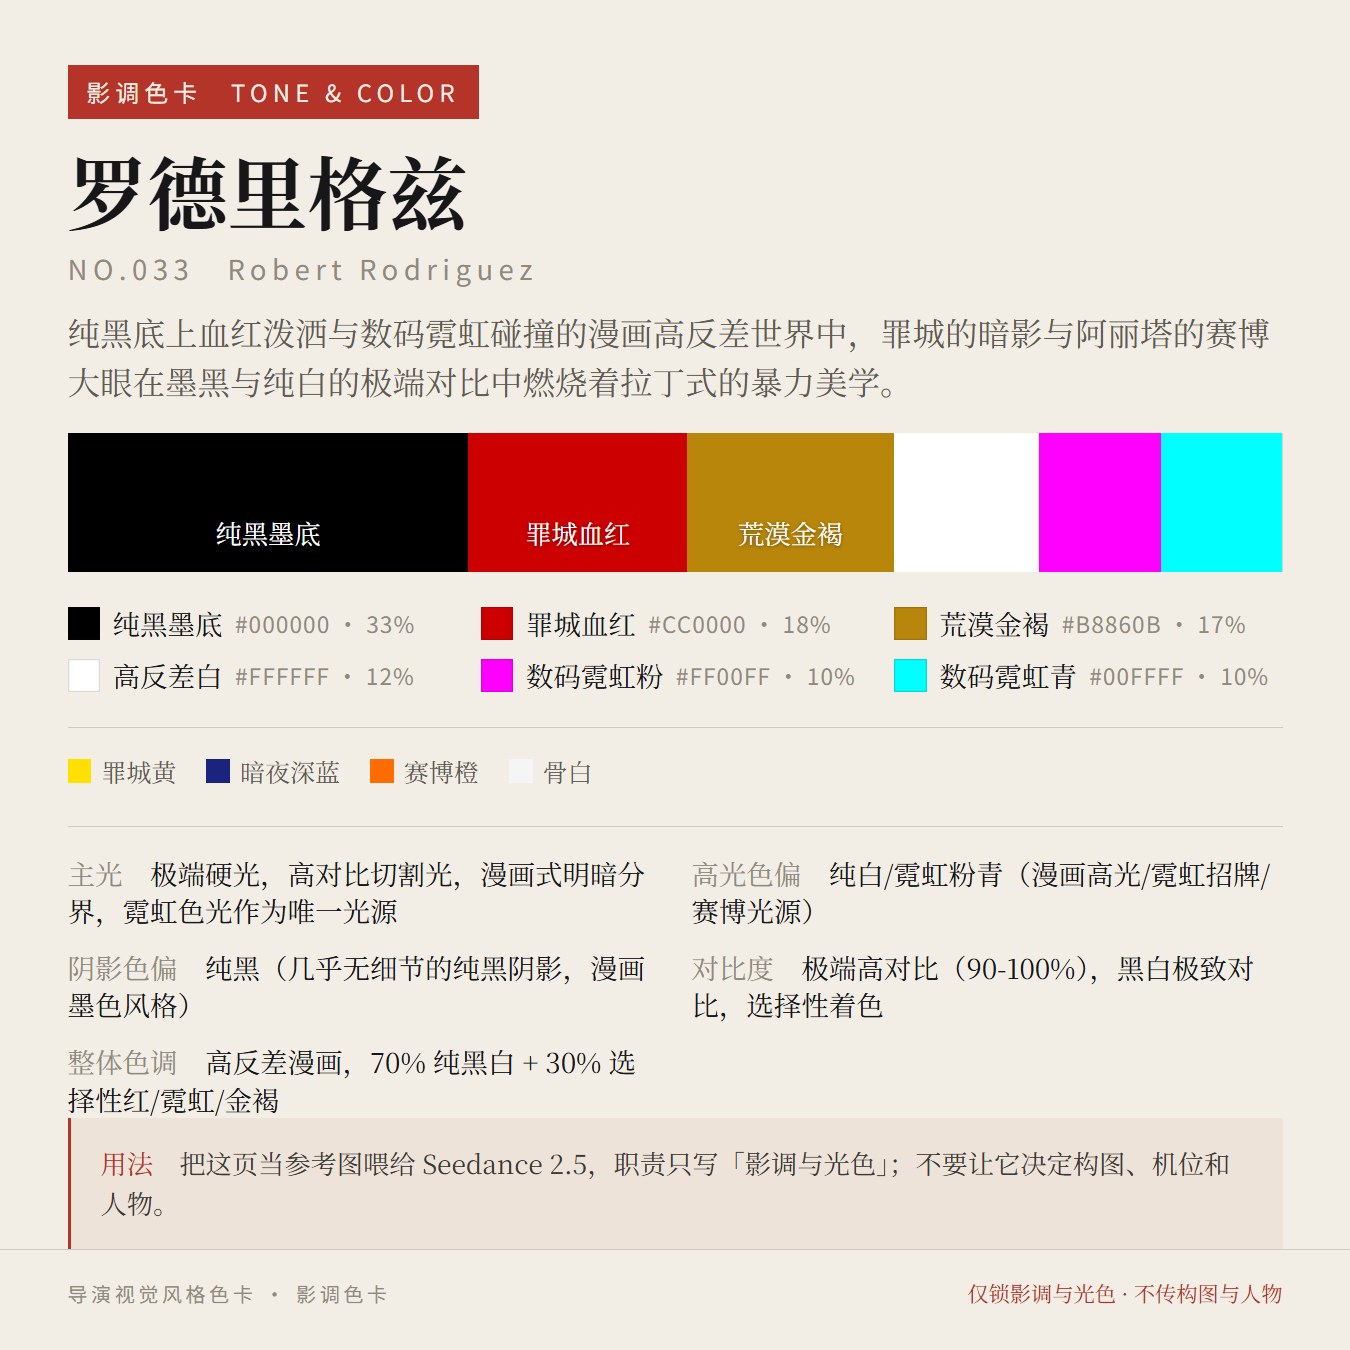 影调色卡 TONE & COLOR
罗德里格兹
NO.033 Robert Rodriguez
纯黑底上血红泼洒与数码霓虹碰撞的漫画高反差世界中，罪城的暗影与阿丽塔的赛博
大眼在墨黑与纯白的极端对比中燃烧着拉丁式的暴力美学。
纯黑墨底 罪城血红 荒漠金褐
纯黑墨底 #000000 · 33% 罪城血红 #CC0000 · 18% 荒漠金褐 #B8860B · 17%
高反差白 #FFFFFF · 12% 数码霓虹粉 #FF00FF · 10% 数码霓虹青 #00FFFF · 10%
罪城黄 暗夜深蓝 赛博橙 骨白
主光 极端硬光，高对比切割光，漫画式明暗分
界，霓虹色光作为唯一光源
高光色偏 纯白/霓虹粉青（漫画高光/霓虹招牌/
赛博光源）
阴影色偏 纯黑（几乎无细节的纯黑阴影，漫画
墨色风格）
对比度 极端高对比（90-100%），黑白极致对
比，选择性着色
整体色调 高反差漫画，70% 纯黑白 + 30% 选
择性红/霓虹/金褐
用法 把这页当参考图喂给 Seedance 2.5，职责只写「影调与光色」；不要让它决定构图、机位和
人物。
导演视觉风格色卡 · 影调色卡
仅锁影调与光色 · 不传构图与人物